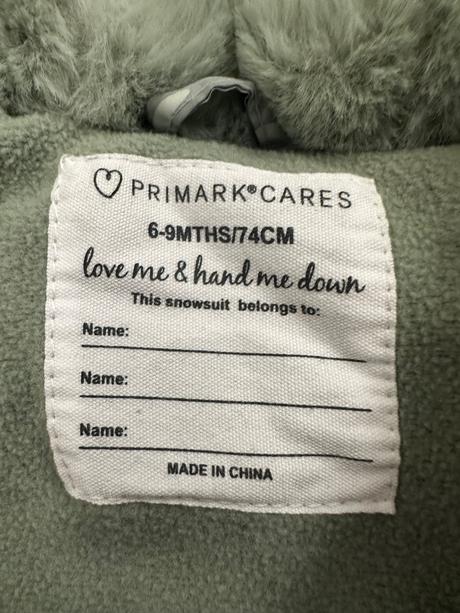 PRIMARK®CARES
6-9MTHS/74CM
love me & hand me down
This snowsuit belongs to:
Name:
Name:
Name:
MADE IN CHINA